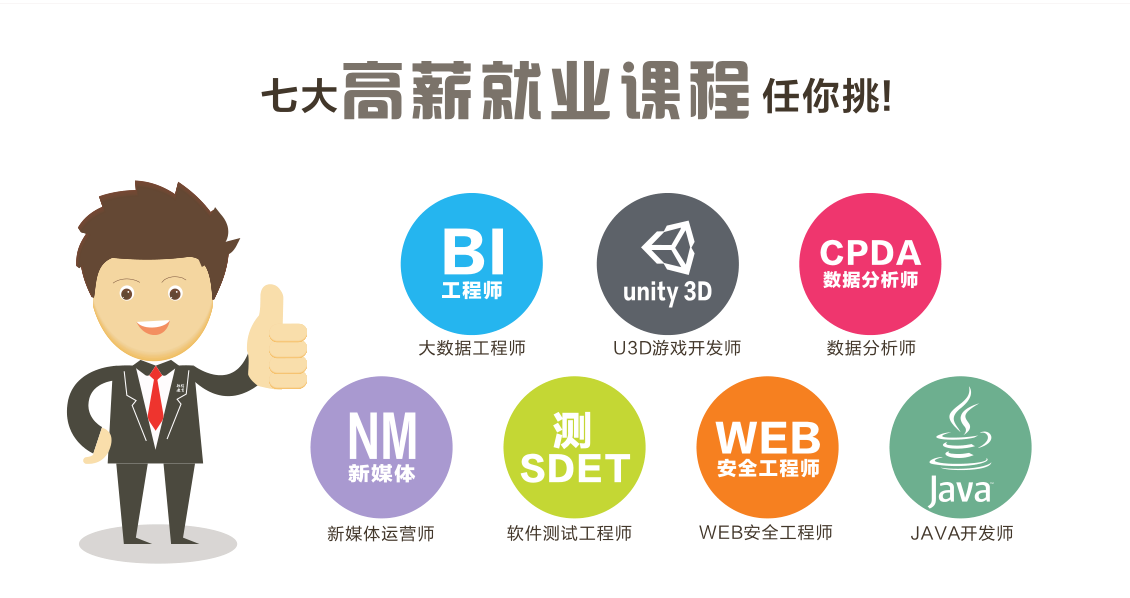 七大高薪就业课程任你挑!
BI
工程师
大数据工程师
unity 3D
U3D游戏开发师
CPDA
数据分析师
数据分析师
NM
新媒体
新媒体运营师
测
SDET
软件测试工程师
WEB
安全工程师
WEB安全工程师
Java
JAVA开发师